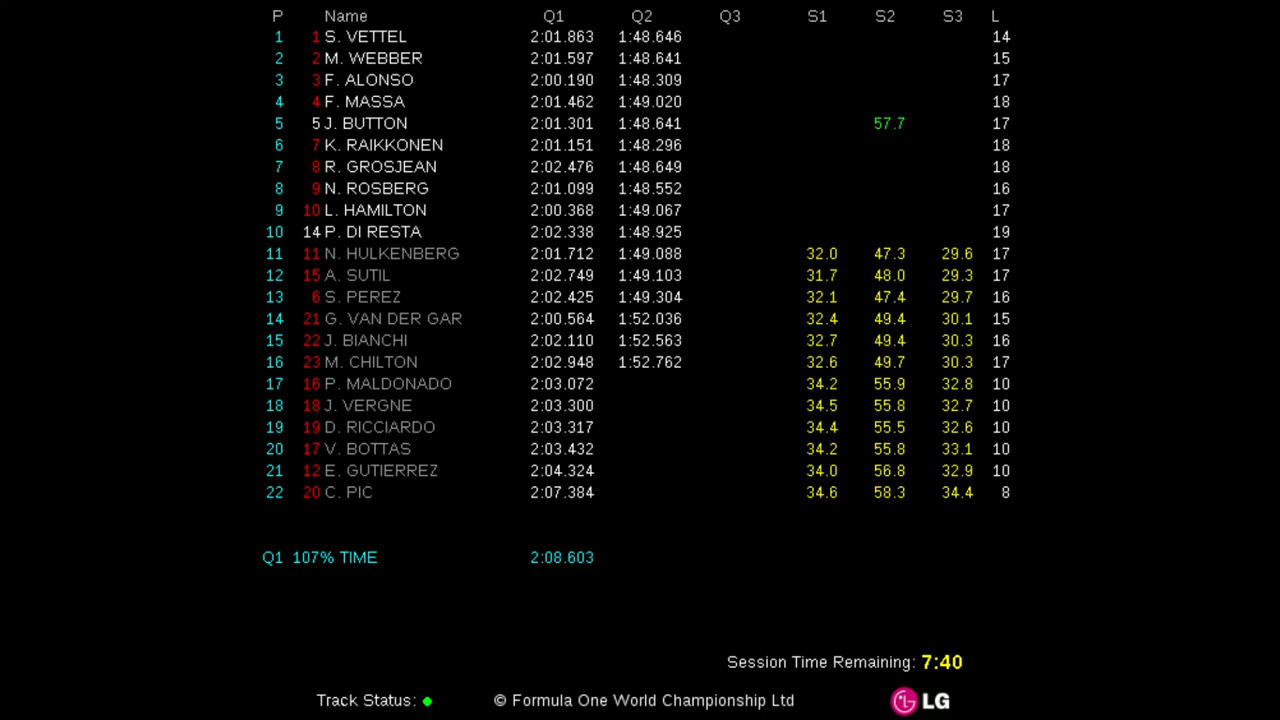 P Name Q1 Q2 Q3 S1 S2 S3 L
1 1 S. VETTEL 2:01.863 1:48.646 14
2 2 M. WEBBER 2:01.597 1:48.641 15
3 3 F. ALONSO 2:00.190 1:48.309 17
4 4 F. MASSA 2:01.462 1:49.020 18
5 5 J. BUTTON 2:01.301 1:48.641 57.7 17
6 7 K. RAIKKONEN 2:01.151 1:48.296 18
7 8 R. GROSJEAN 2:02.476 1:48.649 18
8 9 N. ROSBERG 2:01.099 1:48.552 16
9 10 L. HAMILTON 2:00.368 1:49.067 17
10 14 P. DI RESTA 2:02.338 1:48.925 19
11 11 N. HULKENBERG 2:01.712 1:49.088 32.0 47.3 29.6 17
12 15 A. SUTIL 2:02.749 1:49.103 31.7 48.0 29.3 17
13 6 S. PEREZ 2:02.425 1:49.304 32.1 47.4 29.7 16
14 21 G. VAN DER GAR 2:00.564 1:52.036 32.4 49.4 30.1 15
15 22 J. BIANCHI 2:02.110 1:52.563 32.7 49.4 30.3 16
16 23 M. CHILTON 2:02.948 1:52.762 32.6 49.7 30.3 17
17 16 P. MALDONADO 2:03.072 34.2 55.9 32.8 10
18 18 J. VERGNE 2:03.300 34.5 55.8 32.7 10
19 19 D. RICCIARDO 2:03.317 34.4 55.5 32.6 10
20 17 V. BOTTAS 2:03.432 34.2 55.8 33.1 10
21 12 E. GUTIERREZ 2:04.324 34.0 56.8 32.9 10
22 20 C. PIC 2:07.384 34.6 58.3 34.4 8
Q1 107% TIME 2:08.603
Session Time Remaining: 7:40
Track Status: © Formula One World Championship Ltd LG